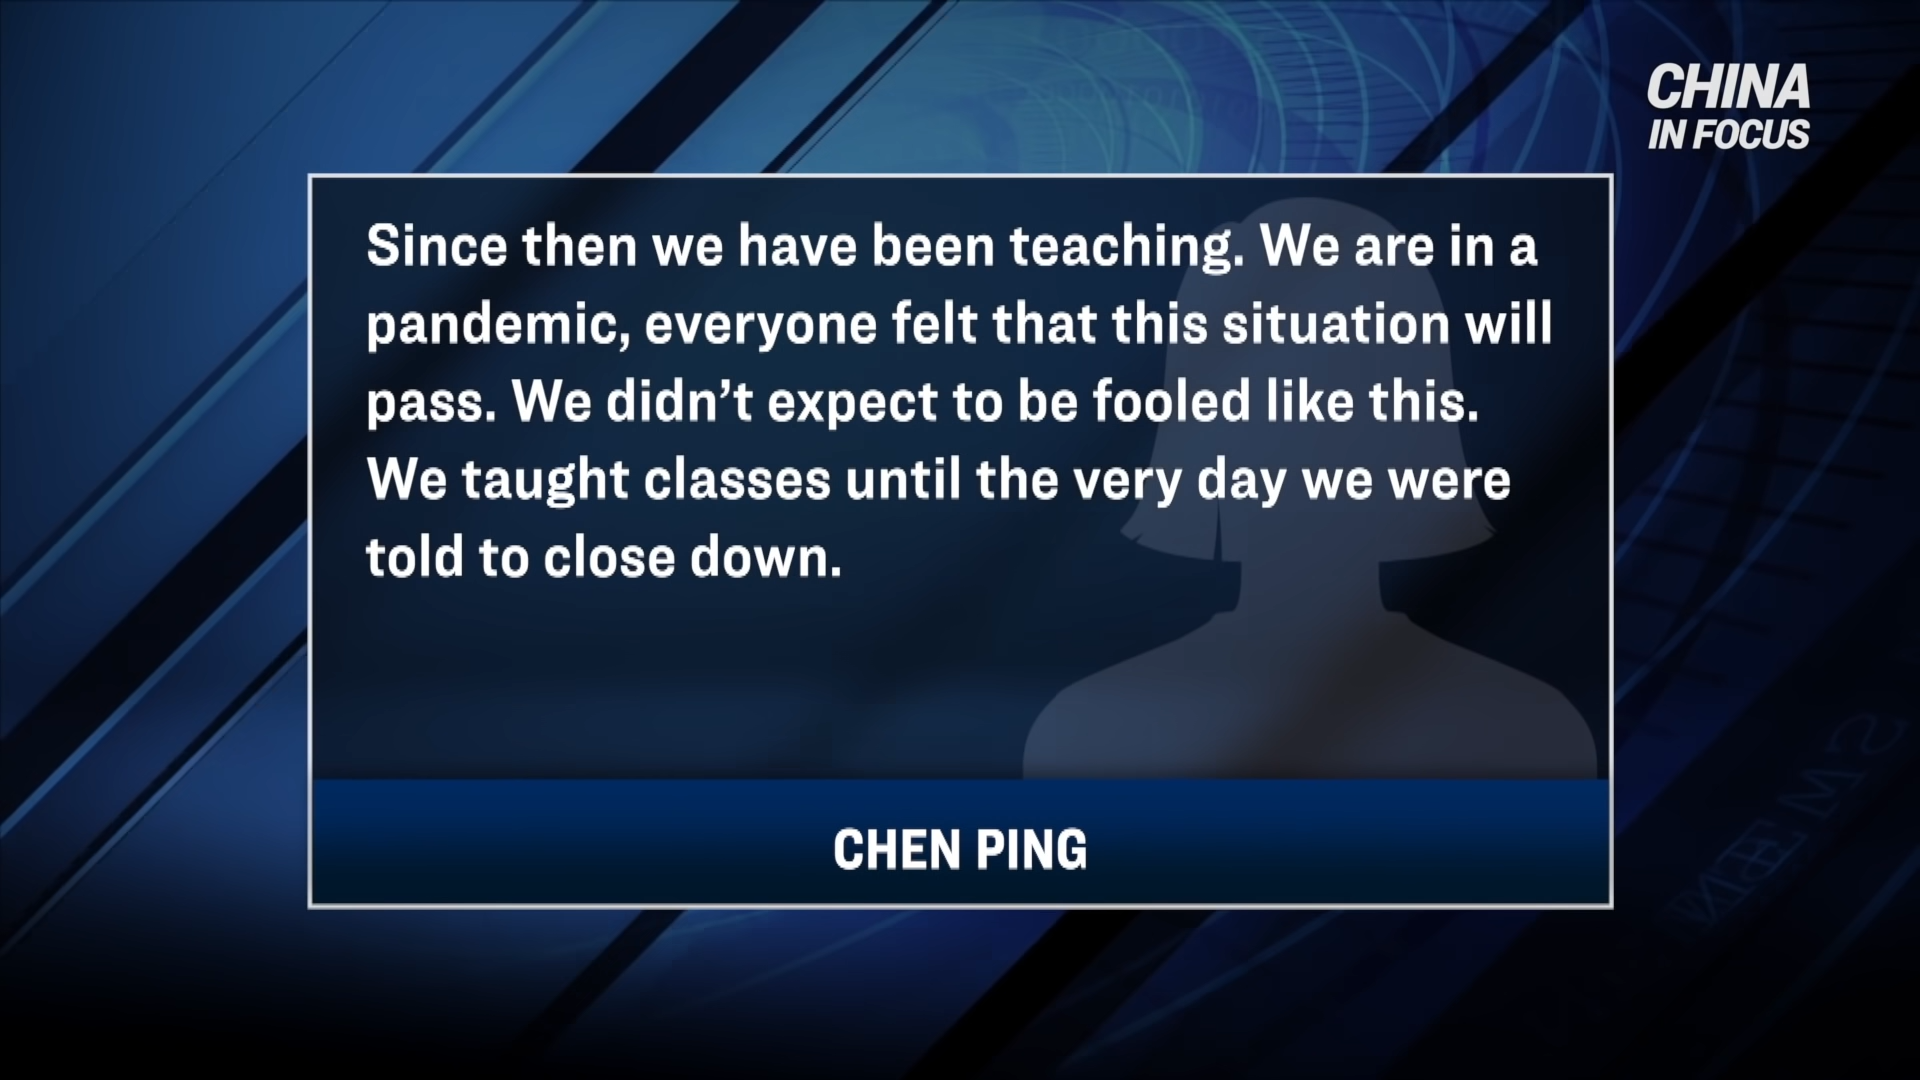 CHINA
IN FOCUS
Since then we have been teaching. We are in a
pandemic, everyone felt that this situation will
pass. We didn’t expect to be fooled like this.
We taught classes until the very day we were
told to close down.
CHEN PING